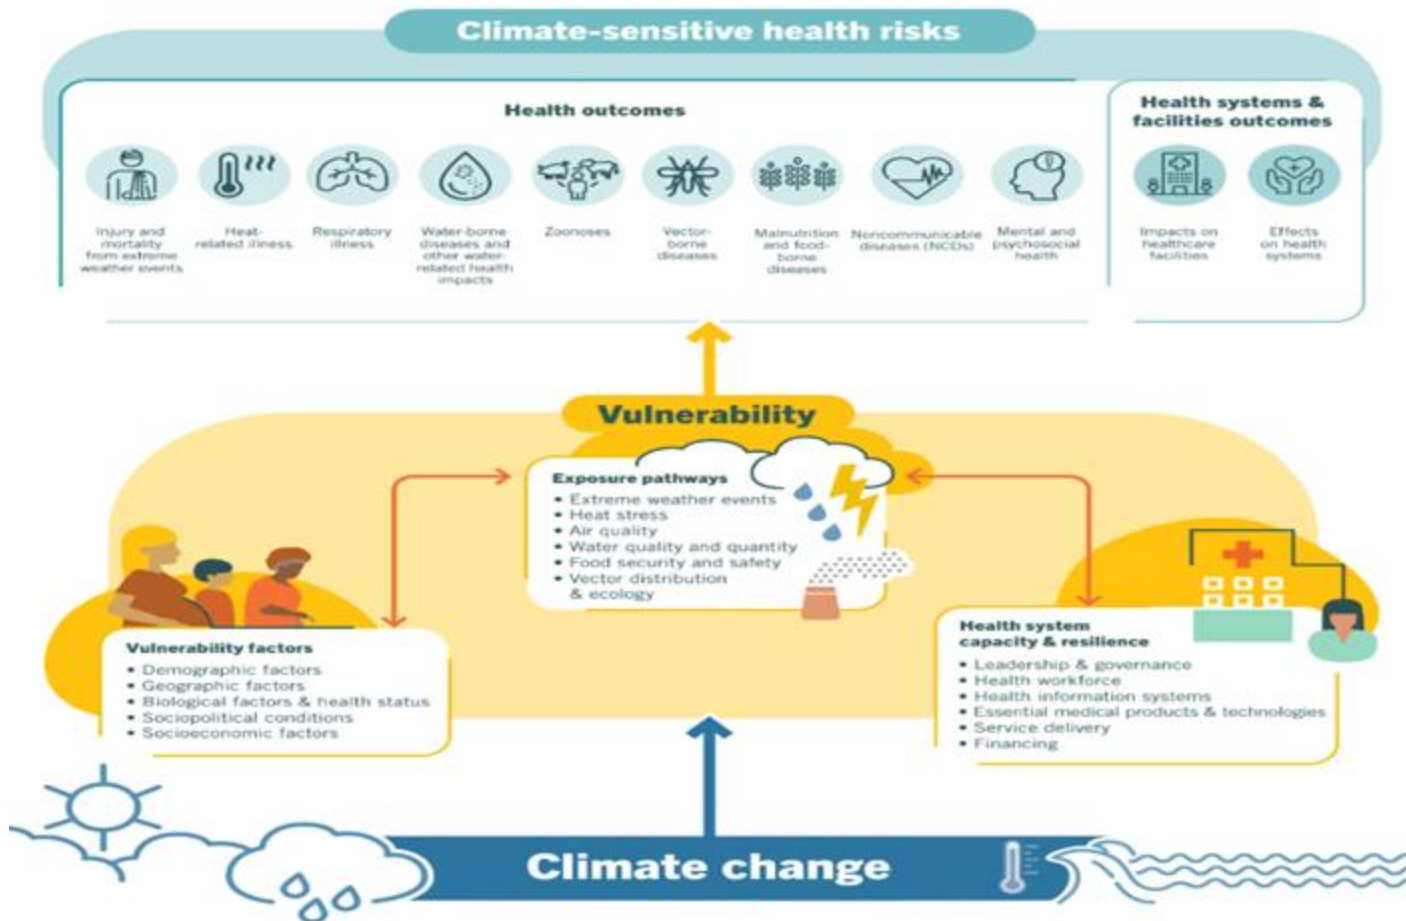 Climate-sensitive health risks
Health outcomes
Injury and
mortality
from extreme
weather events
Heat-
related illness
Respiratory
illness
Water-borne
diseases and
other water-
related health
impacts
Zoonoses
Vector-
borne
diseases
Malnutrition
and food-
borne
diseases
Noncommunicable
diseases (NCDs)
Mental and
psychosocial
health
Health systems &
facilities outcomes
Impacts on
healthcare
facilities
Effects
on health
systems
Vulnerability
Exposure pathways
• Extreme weather events
• Heat stress
• Air quality
• Water quality and quantity
• Food security and safety
• Vector distribution
& ecology
Vulnerability factors
• Demographic factors
• Geographic factors
• Biological factors & health status
• Sociopolitical conditions
• Socioeconomic factors
Health system
capacity & resilience
• Leadership & governance
• Health workforce
• Health information systems
• Essential medical products & technologies
• Service delivery
• Financing
Climate change